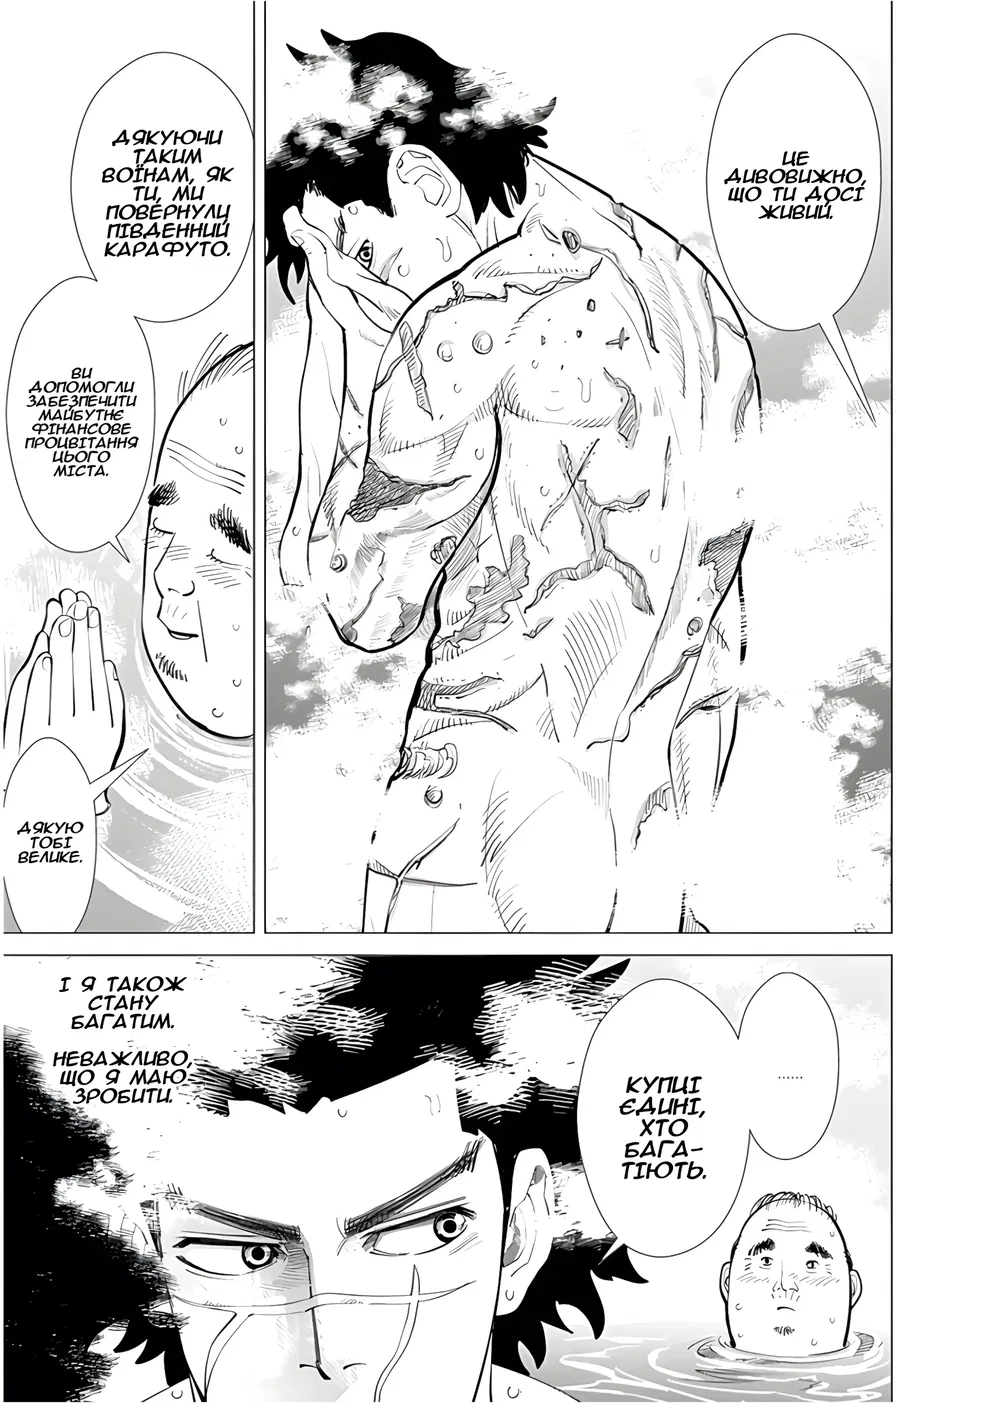 ЦЕ
ДИВОВИЖНО,
ЩО ТИ ДОСІ
ЖИВИЙ.
ДЯКУЮЧИ
ТАКИМ
ВОЇНАМ, ЯК
ТИ, МИ
ПОВЕРНУЛИ
ПІВДЕННИЙ
КАРАФУТО.
ВИ
ДОПОМОГЛИ
ЗАБЕЗПЕЧИТИ
МАЙБУТНЄ
ФІНАНСОВЕ
ПРОЦВІТАННЯ
ЦЬОГО
МІСТА.
ДЯКУЮ
ТОБІ
ВЕЛИКЕ.
......
КУПЦІ
ЄДИНІ,
ХТО
БАГА-
ТІЮТЬ.
І Я ТАКОЖ
СТАНУ
БАГАТИМ.
НЕВАЖЛИВО,
ЩО Я МАЮ
ЗРОБИТИ.